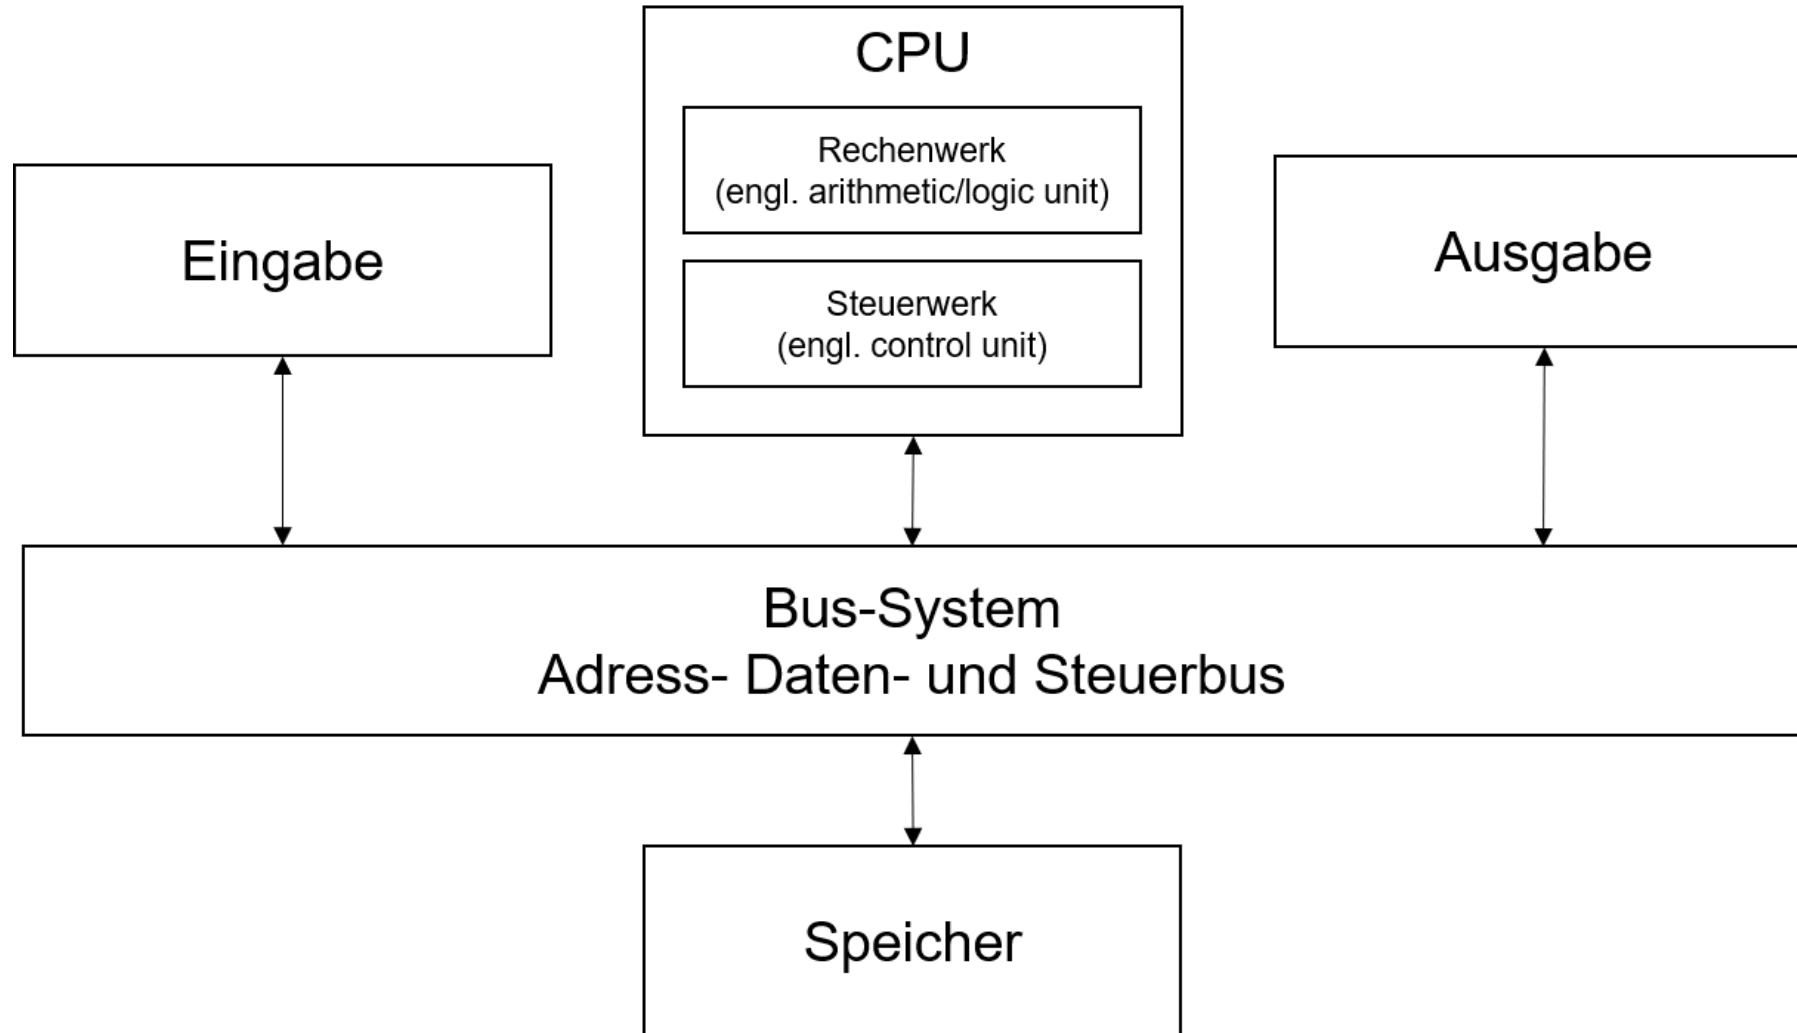 CPU
Rechenwerk
(engl. arithmetic/logic unit)
Steuerwerk
(engl. control unit)
Eingabe
Ausgabe
Bus-System
Adress- Daten- und Steuerbus
Speicher